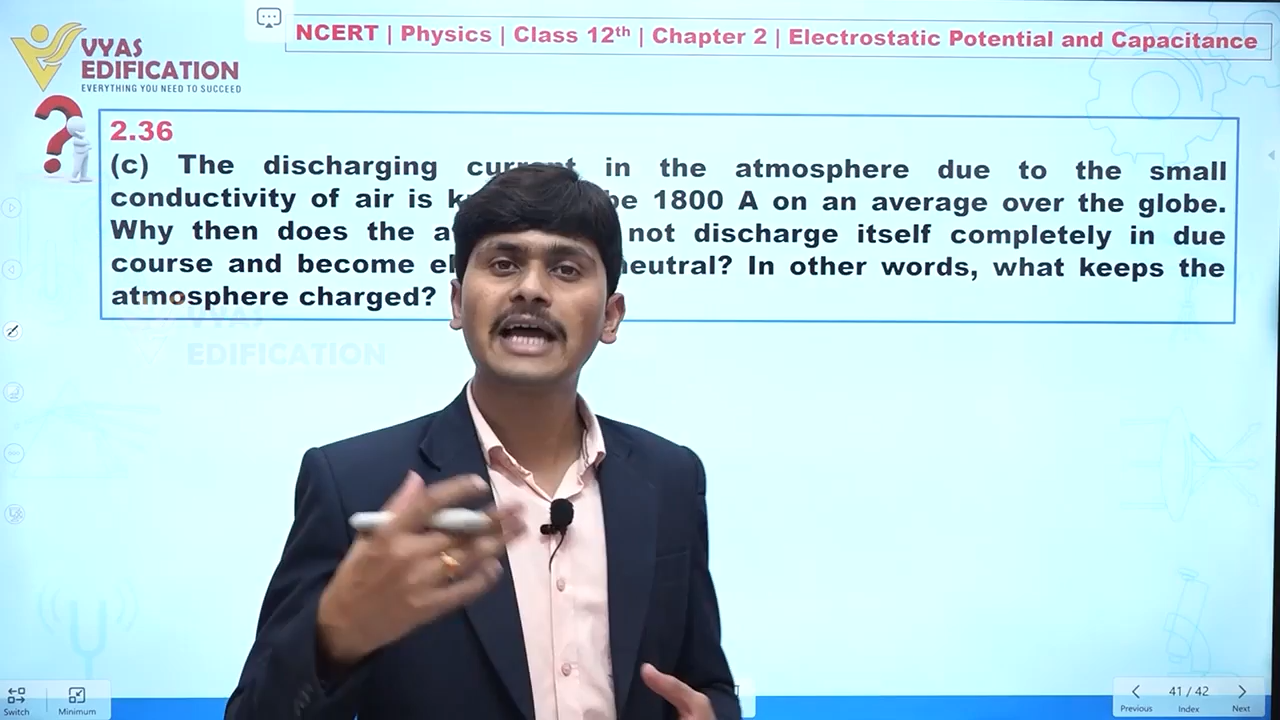 NCERT | Physics | Class 12th | Chapter 2 | Electrostatic Potential and Capacitance
VYAS
EDIFICATION
EVERYTHING YOU NEED TO SUCCEED
2.36
(c) The discharging current in the atmosphere due to the small
conductivity of air is be 1800 A on an average over the globe.
Why then does the not discharge itself completely in due
course and become neutral? In other words, what keeps the
atmosphere charged?
VYAS
EDIFICATION
Switch
Minimum
41 / 42
Previous
Index
Next